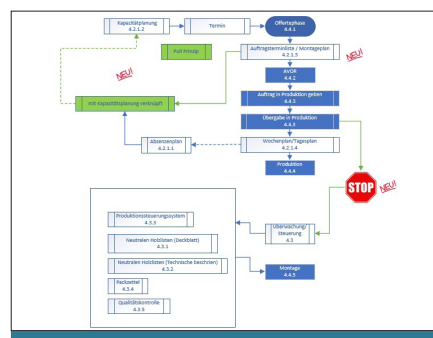 Kapazitätplanung
4.2.1.2
Termin
Offertephase
4.4.1
Pull Prinzip
Auftragsterminliste / Montageplan
4.2.1.3
NEU!
NEU!
AVOR
4.4.2
mit Kapazitätsplanung verknüpft
Auftrag in Produktion geben
4.4.3
Übergabe in Produktion
4.4.3
Absenzenplan
4.2.1.1
Wochenplan/Tagesplan
4.2.1.4
Produktion
4.4.4
STOP
NEU!
Produktionssteuerungssystem
4.3.3
Überwachung/
Steuerung
4.3
Neutralen Holzlisten (Deckblatt)
4.3.1
Neutralen Holzlisten (Technische beschrieb)
4.3.2
Montage
4.4.5
Packzettel
4.3.4
Qualitätskontrolle
4.3.5